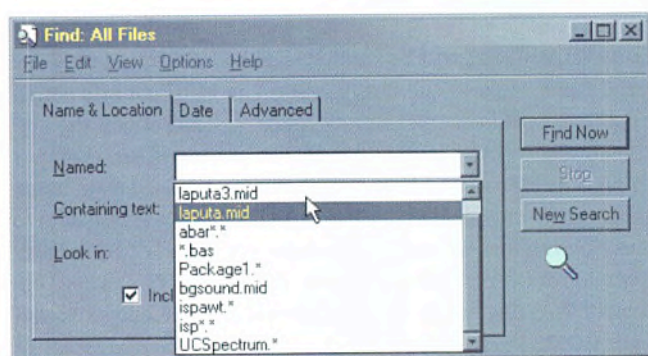 Find: All Files
File Edit View Options Help
Name & Location Date Advanced
Named:
Containing text:
Look in:
Find Now
Stop
New Search
laputa3.mid
laputa.mid
abar*.*
*.bas
Package1.*
bgsound.mid
ispawt.*
isp*.*
UCSpectrum.*
Incl